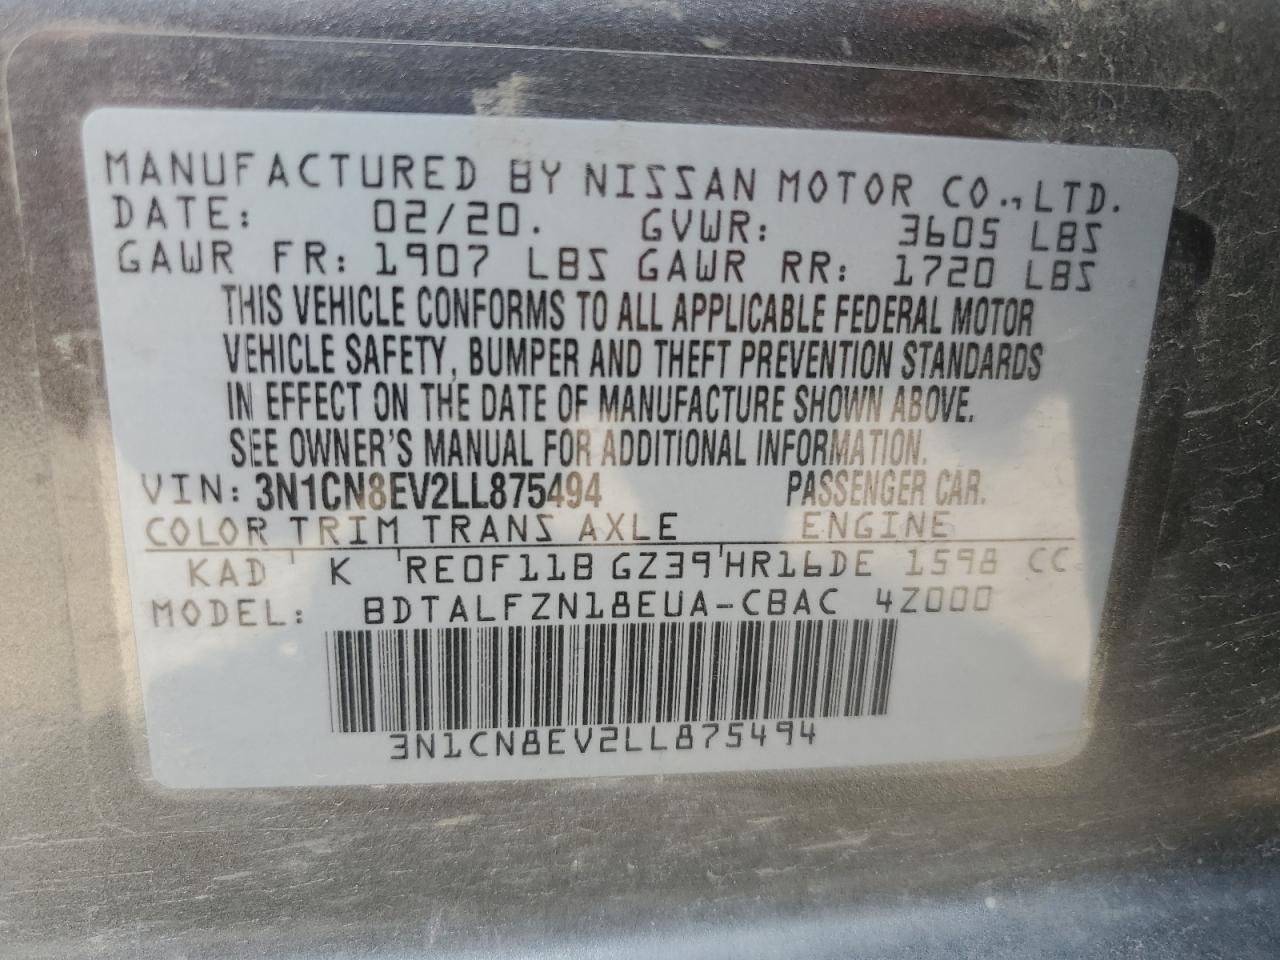 MANUFACTURED BY NISSAN MOTOR CO., LTD.
DATE: 02/20. GVWR: 3605 LBS
GAWR FR: 1907 LBS GAWR RR: 1720 LBS
THIS VEHICLE CONFORMS TO ALL APPLICABLE FEDERAL MOTOR
VEHICLE SAFETY, BUMPER AND THEFT PREVENTION STANDARDS
IN EFFECT ON THE DATE OF MANUFACTURE SHOWN ABOVE.
SEE OWNER'S MANUAL FOR ADDITIONAL INFORMATION.
VIN: 3N1CN8EV2LL875494 PASSENGER CAR.
COLOR TRIM TRANS AXLE ENGINE
KAD ' K 'RE0F11B GZ39'HR16DE 1598 CC
MODEL: BDTALFZN18EUA-CBAC 4Z000
3N1CN8EV2LL875494